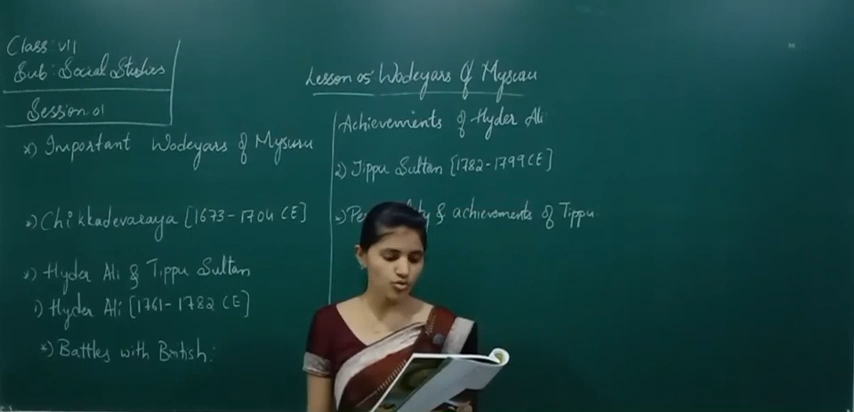 Class: VII
Sub: Social Studies
Session 01
*) Important Wodeyars of Mysuru
*) Chikkadevaraya [1673-1704 CE]
*) Hyder Ali & Tippu Sultan
1) Hyder Ali [1761-1782 CE]
*) Battles with British:
Lesson 05 Wodeyars of Mysuru
Achievements of Hyder Ali
2) Tippu Sultan [1782-1799 CE]
& achievements of Tippu